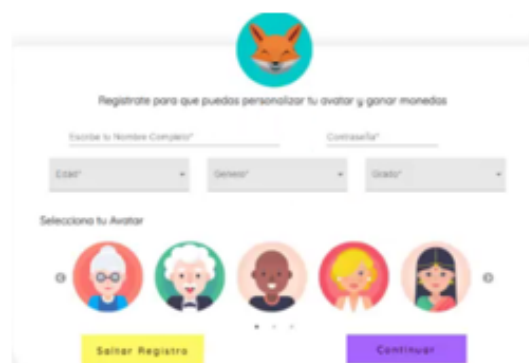 Regístrate para que puedas personalizar tu avatar y ganar monedas
Escribe tu Nombre Completo*
Contraseña*
Edad*
Genero*
Grado*
Selecciona tu Avatar
Saltar Registro
Continuar